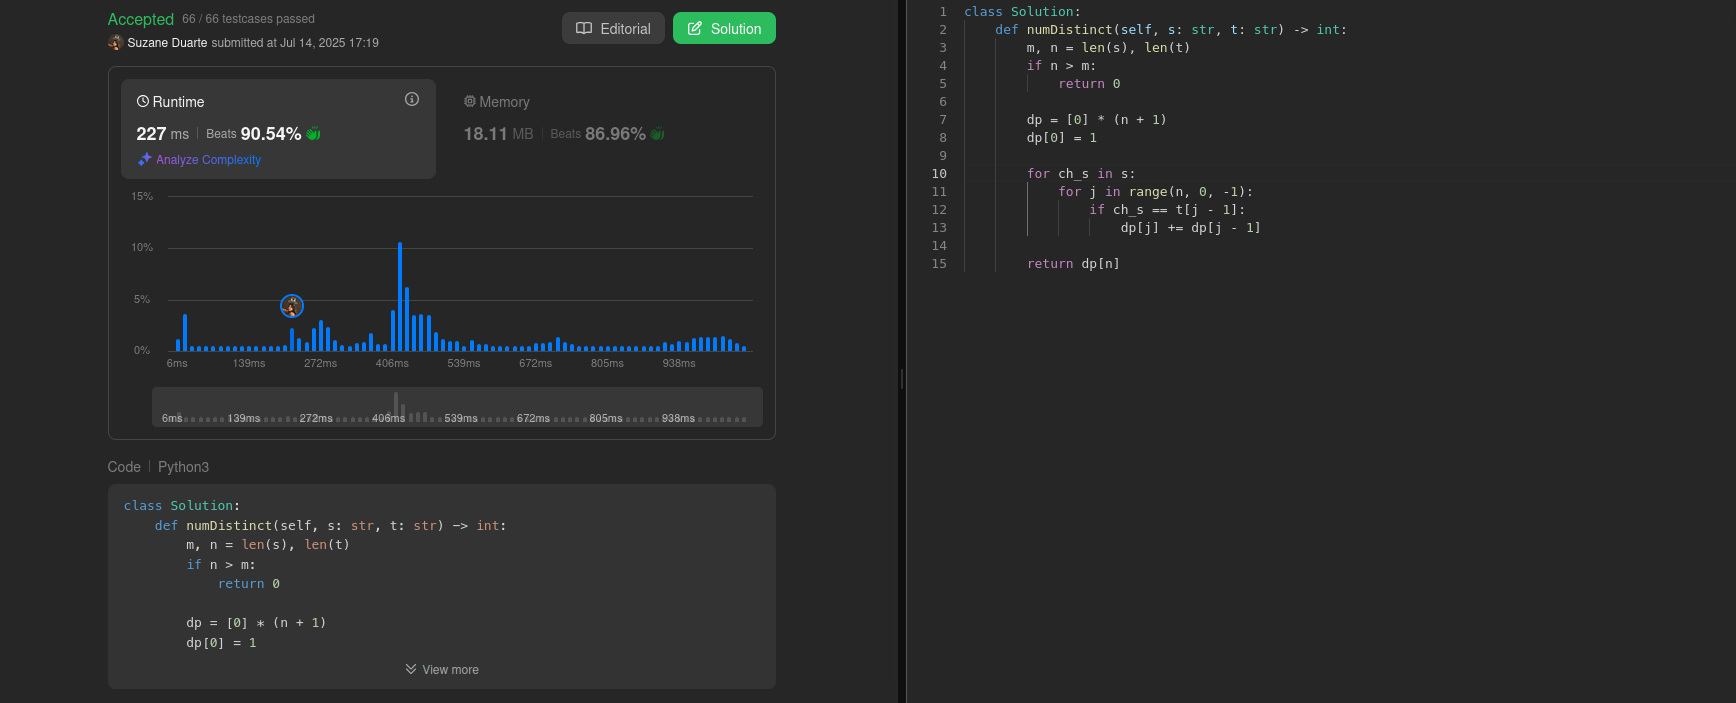 Accepted 66 / 66 testcases passed
Suzane Duarte submitted at Jul 14, 2025 17:19
Editorial
Solution
Runtime
227 ms | Beats 90.54%
Analyze Complexity
Memory
18.11 MB | Beats 86.96%
15%
10%
5%
0%
6ms 139ms 272ms 406ms 539ms 672ms 805ms 938ms
6ms 139ms 272ms 406ms 539ms 672ms 805ms 938ms
Code | Python3
class Solution:
    def numDistinct(self, s: str, t: str) -> int:
        m, n = len(s), len(t)
        if n > m:
            return 0

        dp = [0] * (n + 1)
        dp[0] = 1
View more
1 class Solution:
2     def numDistinct(self, s: str, t: str) -> int:
3         m, n = len(s), len(t)
4         if n > m:
5             return 0
6
7         dp = [0] * (n + 1)
8         dp[0] = 1
9
10         for ch_s in s:
11             for j in range(n, 0, -1):
12                 if ch_s == t[j - 1]:
13                     dp[j] += dp[j - 1]
14
15         return dp[n]